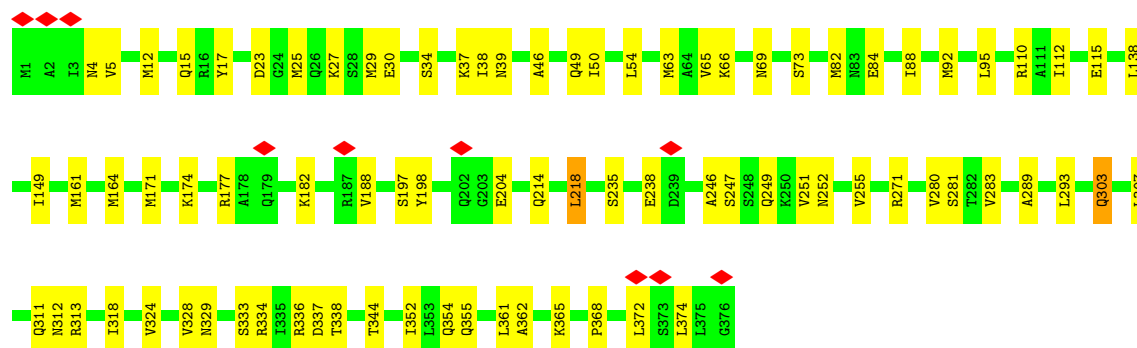 M1 A2 I3 N4 V5 M12 Q15 R16 Y17 D23 G24 M25 Q26 K27 S28 M29 E30 S34 K37 I38 N39 A46 Q49 I50 L54 M63 A64 V65 K66 N69 S73 M82 N83 E84 I88 M92 L95 R110 A111 I112 E115 L138
I149 M161 M164 M171 K174 R177 A178 Q179 K182 R187 V188 S197 Y198 Q202 G203 E204 Q214 L218 S235 E238 D239 A246 S247 S248 Q249 K250 V251 N252 V255 R271 V280 S281 T282 V283 A289 L293 Q303
Q311 N312 R313 I318 V324 V328 N329 S333 R334 I335 R336 D337 T338 T344 I352 L353 Q354 Q355 L361 A362 K365 P368 L372 S373 L374 L375 G376